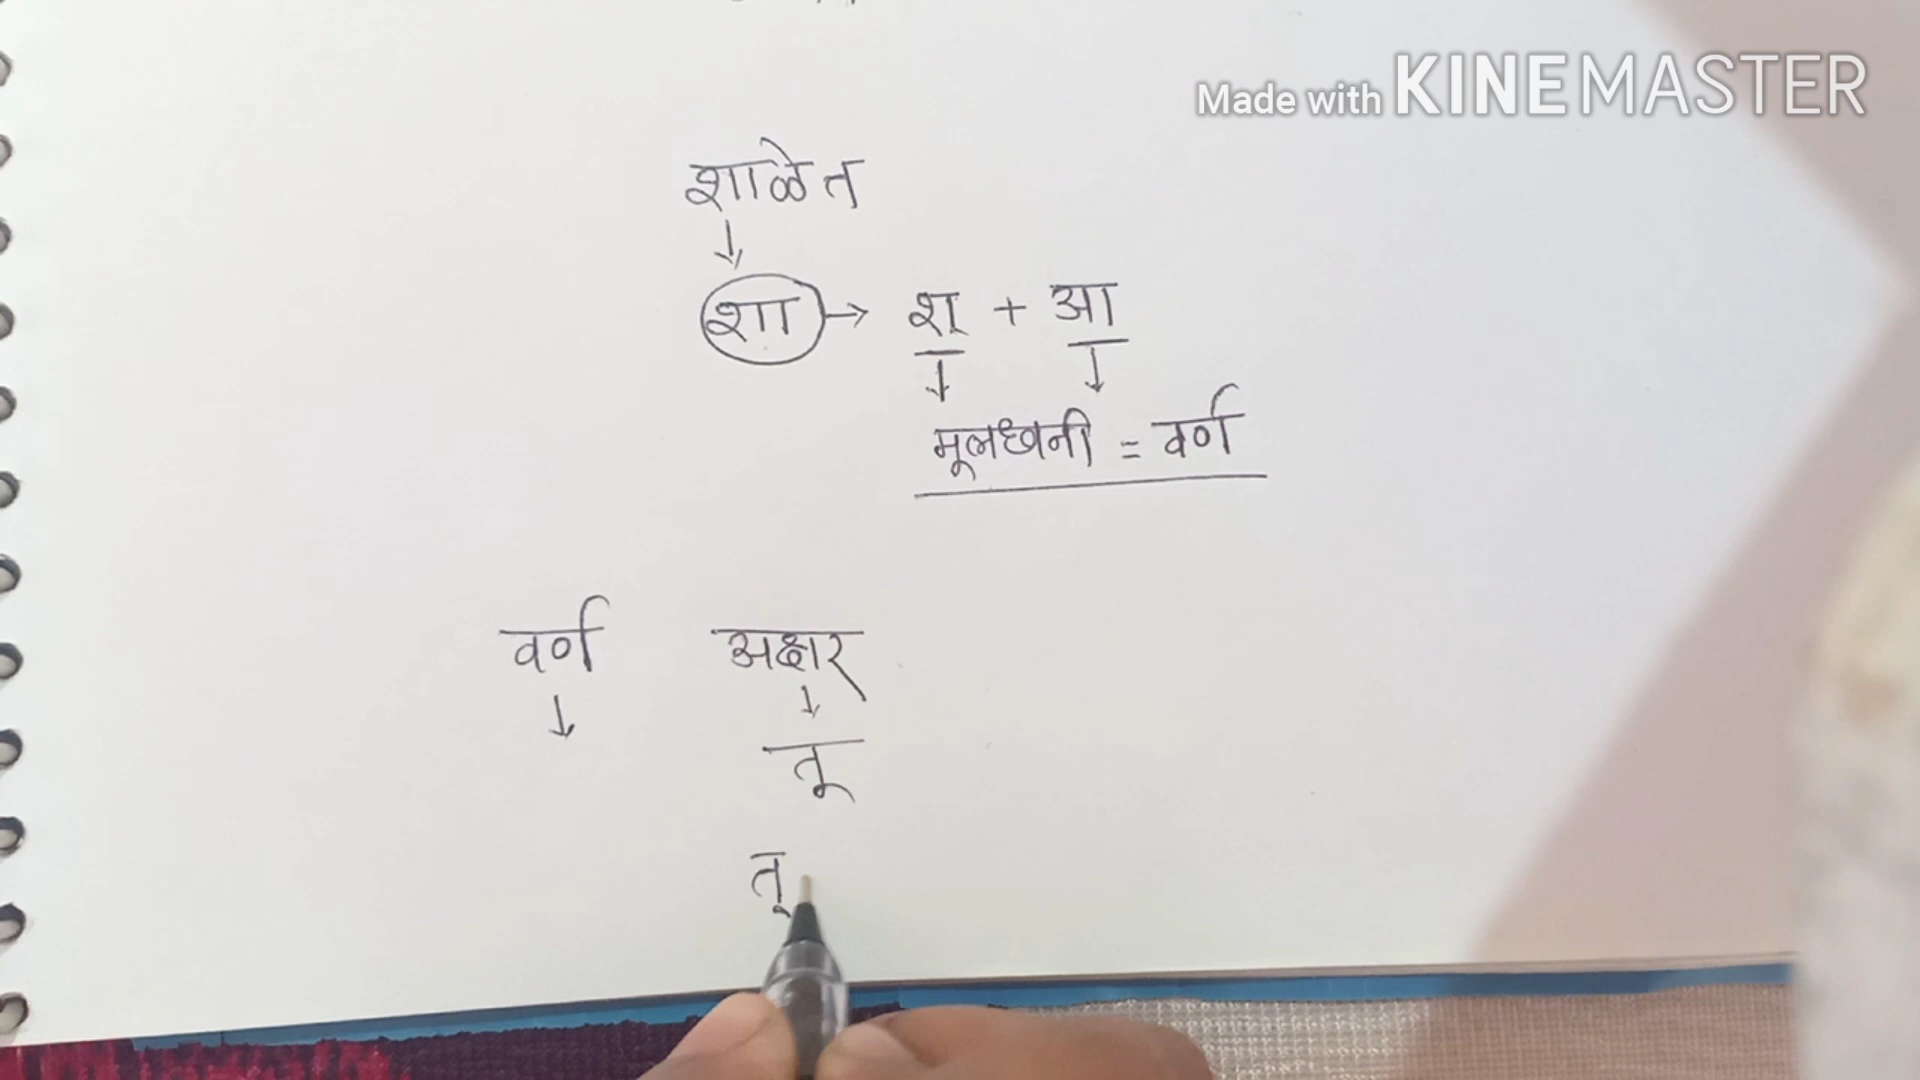 Made with KINEMASTER
शाळेत
↓
शा → श् + आ
↓ ↓
मूलध्वनी = वर्ण
वर्ण अक्षर
↓ ↓
तू
त्